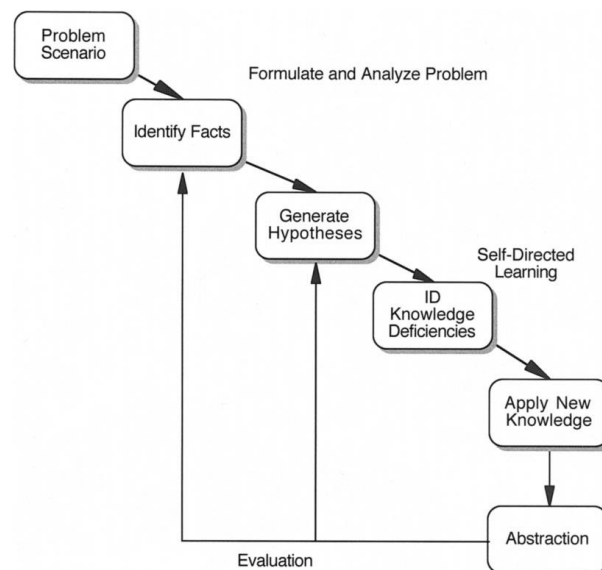 Problem
Scenario
Formulate and Analyze Problem
Identify Facts
Generate
Hypotheses
Self-Directed
Learning
ID
Knowledge
Deficiencies
Apply New
Knowledge
Abstraction
Evaluation